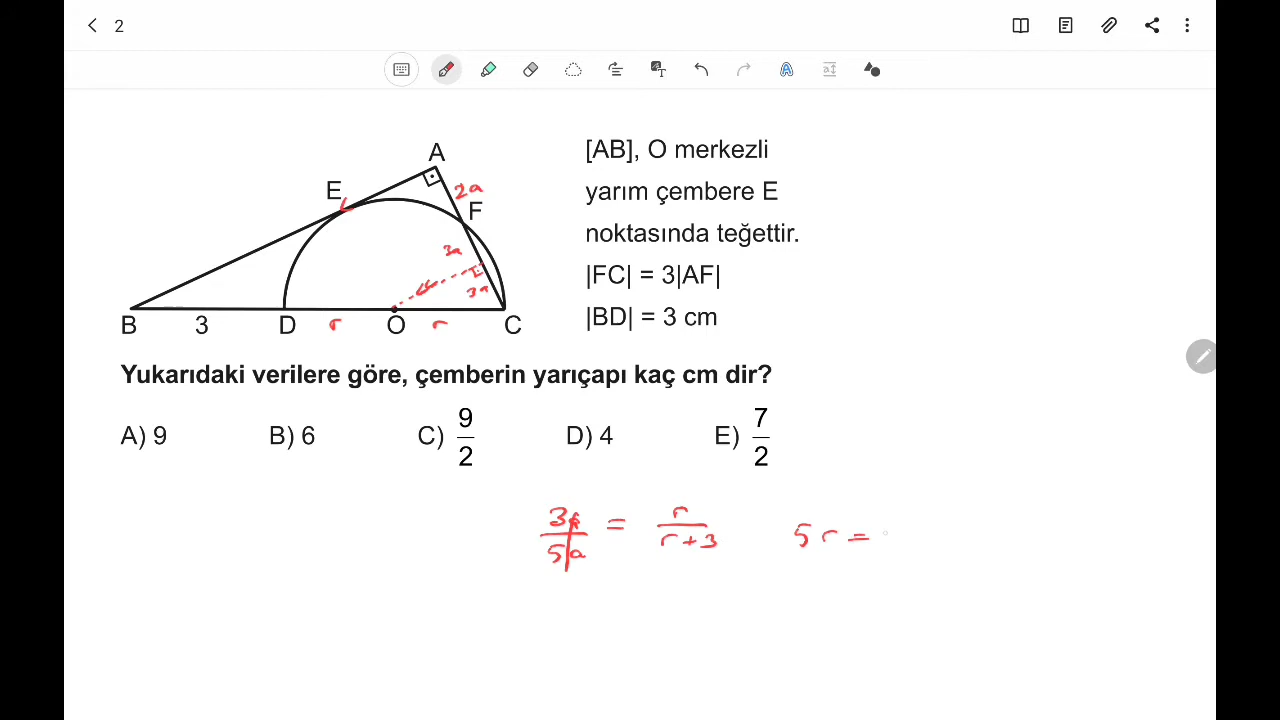 2
A
E
2a
F
3a
3a
B 3 D r O r C
[AB], O merkezli
yarım çembere E
noktasında teğettir.
|FC| = 3|AF|
|BD| = 3 cm
Yukarıdaki verilere göre, çemberin yarıçapı kaç cm dir?
A) 9 B) 6 C) 9/2 D) 4 E) 7/2
3a/5a = r/r+3 5r =